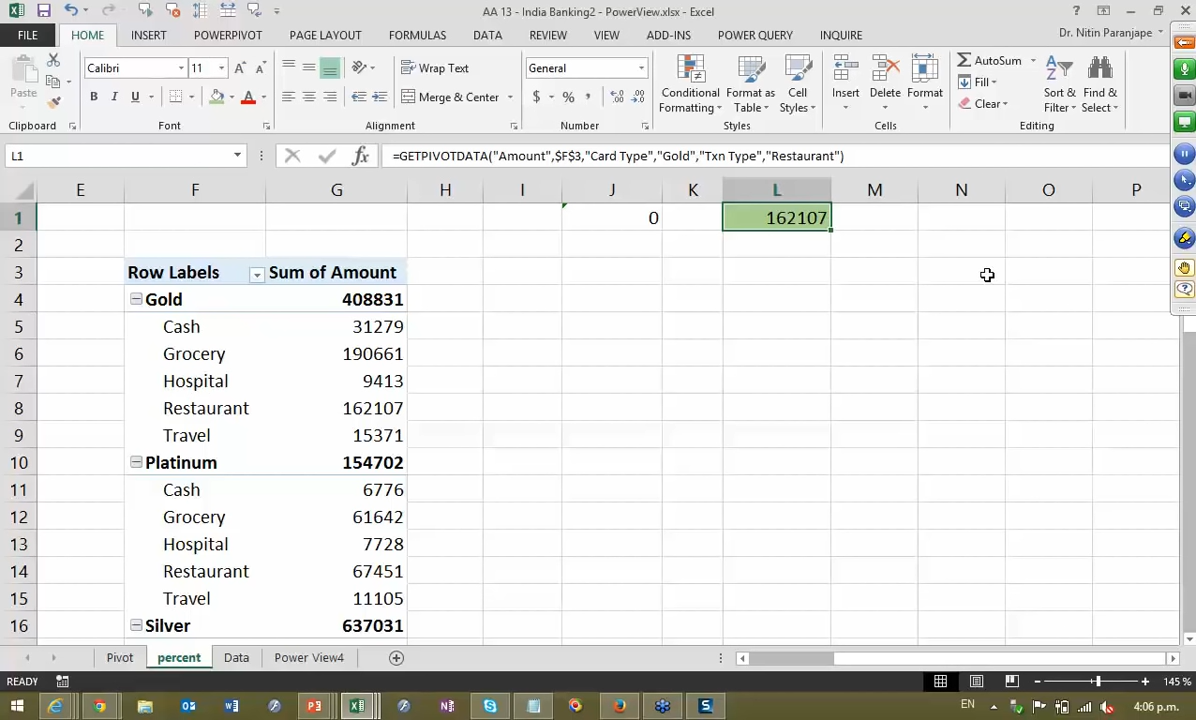 AA 13 - India Banking2 - PowerView.xlsx - Excel
FILE HOME INSERT POWERPIVOT PAGE LAYOUT FORMULAS DATA REVIEW VIEW ADD-INS POWER QUERY INQUIRE Dr. Nitin Paranjape
Paste
Calibri 11
B I U
Wrap Text
Merge & Center
General
$ % ,
Conditional Formatting
Format as Table
Cell Styles
Insert Delete Format
AutoSum
Fill
Clear
Sort & Filter
Find & Select
Clipboard Font Alignment Number Styles Cells Editing
L1 fx =GETPIVOTDATA("Amount",$F$3,"Card Type","Gold","Txn Type","Restaurant")
E F G H I J K L M N O P
1 0 162107
2
3 Row Labels Sum of Amount
4 Gold 408831
5 Cash 31279
6 Grocery 190661
7 Hospital 9413
8 Restaurant 162107
9 Travel 15371
10 Platinum 154702
11 Cash 6776
12 Grocery 61642
13 Hospital 7728
14 Restaurant 67451
15 Travel 11105
16 Silver 637031
Pivot percent Data Power View4
READY 145 %
EN 4:06 p.m.